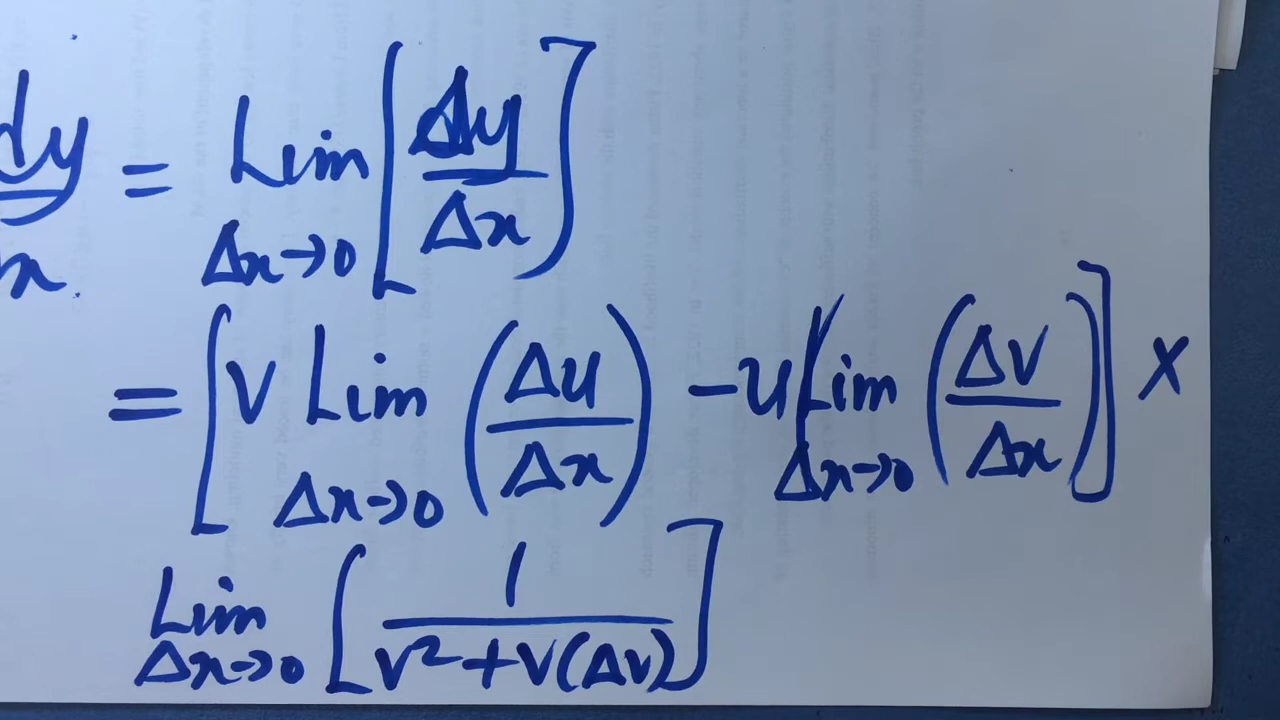 dy/dx = Lim Δx→0 [Δy/Δx]
= [V Lim Δx→0 (Δu/Δx) - u Lim Δx→0 (Δv/Δx)] x
Lim Δx→0 [1/V²+V(Δv)]